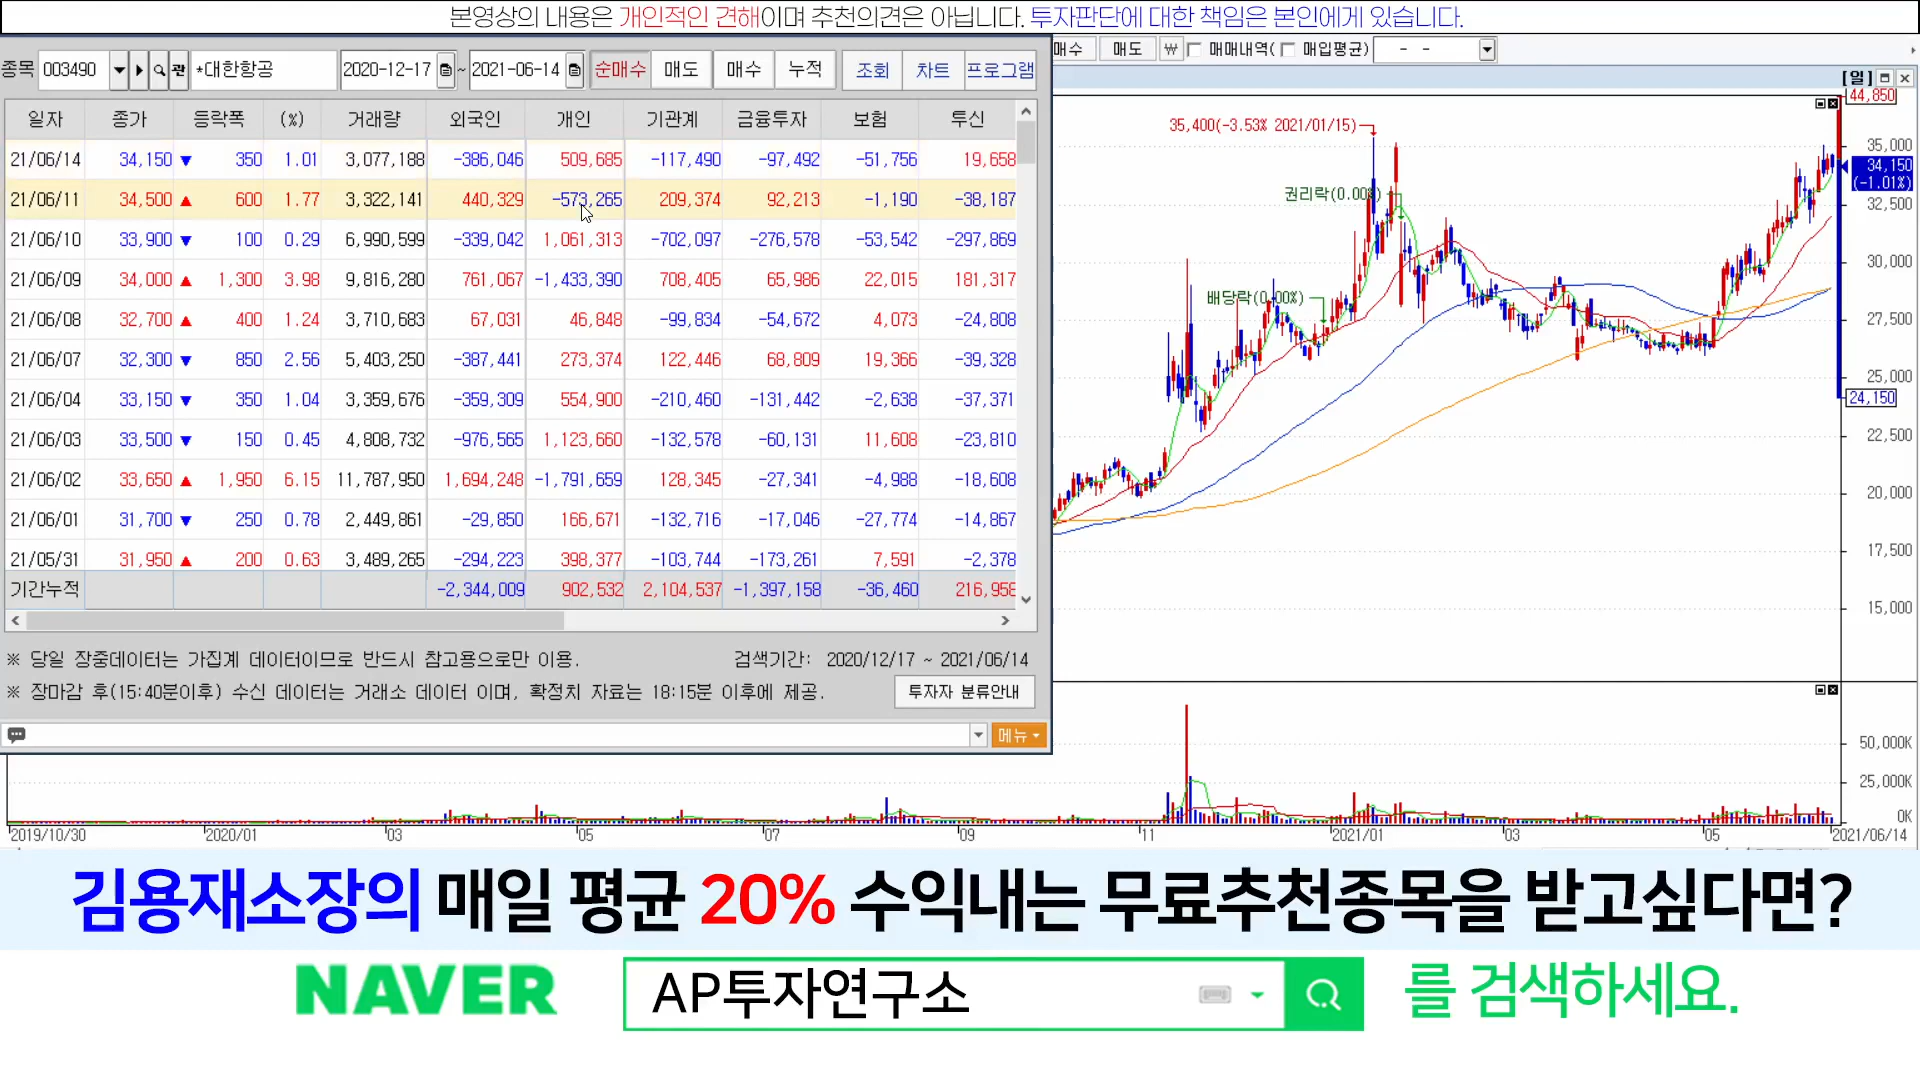 본영상의 내용은 개인적인 견해이며 추천의견은 아닙니다. 투자판단에 대한 책임은 본인에게 있습니다.
종목 003490 관 *대한항공 2020-12-17 ~ 2021-06-14 순매수 매도 매수 누적 조회 차트 프로그램
매수 매도 ₩ 매매내역( 매입평균) - -
[일]
일자 종가 등락폭 (%) 거래량 외국인 개인 기관계 금융투자 보험 투신
21/06/14 34,150 ▼ 350 1.01 3,077,188 -386,046 509,685 -117,490 -97,492 -51,756 19,658
21/06/11 34,500 ▲ 600 1.77 3,322,141 440,329 -573,265 209,374 92,213 -1,190 -38,187
21/06/10 33,900 ▼ 100 0.29 6,990,599 -339,042 1,061,313 -702,097 -276,578 -53,542 -297,869
21/06/09 34,000 ▲ 1,300 3.98 9,816,280 761,067 -1,433,390 708,405 65,986 22,015 181,317
21/06/08 32,700 ▲ 400 1.24 3,710,683 67,031 46,848 -99,834 -54,672 4,073 -24,808
21/06/07 32,300 ▼ 850 2.56 5,403,250 -387,441 273,374 122,446 68,809 19,366 -39,328
21/06/04 33,150 ▼ 350 1.04 3,359,676 -359,309 554,900 -210,460 -131,442 -2,638 -37,371
21/06/03 33,500 ▼ 150 0.45 4,808,732 -976,565 1,123,660 -132,578 -60,131 11,608 -23,810
21/06/02 33,650 ▲ 1,950 6.15 11,787,950 1,694,248 -1,791,659 128,345 -27,341 -4,988 -18,608
21/06/01 31,700 ▼ 250 0.78 2,449,861 -29,850 166,671 -132,716 -17,046 -27,774 -14,867
21/05/31 31,950 ▲ 200 0.63 3,489,265 -294,223 398,377 -103,744 -173,261 7,591 -2,378
기간누적 -2,344,009 902,532 2,104,537 -1,397,158 -36,460 216,958
※ 당일 장중데이터는 가집계 데이터이므로 반드시 참고용으로만 이용. 검색기간: 2020/12/17 ~ 2021/06/14
※ 장마감 후(15:40분이후) 수신 데이터는 거래소 데이터 이며, 확정치 자료는 18:15분 이후에 제공. 투자자 분류안내
메뉴
35,400(-3.53% 2021/01/15)
권리락(0.00%)
배당락(0.00%)
44,850
35,000
34,150
(-1.01%)
32,500
30,000
27,500
25,000
24,150
22,500
20,000
17,500
15,000
50,000K
25,000K
0K
2019/10/30 2020/01 03 05 07 09 11 2021/01 03 05 2021/06/14
김용재소장의 매일 평균 20% 수익내는 무료추천종목을 받고싶다면?
NAVER AP투자연구소 를 검색하세요.